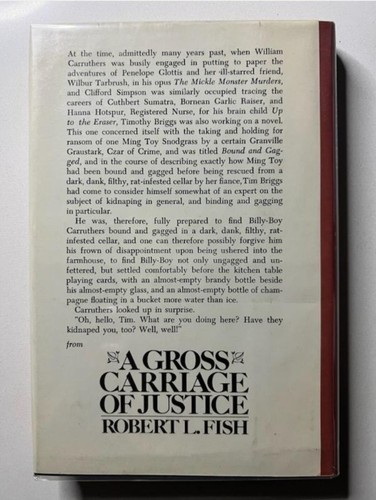 At the time, admittedly many years past, when William
Carruthers was busily engaged in putting to paper the
adventures of Penelope Glottis and her ill-starred friend,
Wilbur Tarbrush, in his opus The Mickle Monster Murders,
and Clifford Simpson was similarly occupied tracing the
careers of Cothbert Sumatra, Bornean Garlic Raiser, and
Hanna Hotspur, Registered Nurse, for his brain child Up
to the Eraser, Timothy Briggs was also working on a novel.
This one concerned itself with the taking and holding for
ransom of one Ming Toy Snodgrass by a certain Granville
Graustark, Czar of Crime, and was titled Bound and Gag-
ged, and in the course of describing exactly how Ming Toy
had been bound and gagged before being rescued from a
dark, dank, filthy, rat-infested cellar by her fiance, Tim Briggs
had come to consider himself somewhat of an expert on the
subject of kidnaping in general, and binding and gagging
in particular.
He was, therefore, fully prepared to find Billy-Boy
Carruthers bound and gagged in a dark, dank, filthy, rat-
infested cellar, and one can therefore possibly forgive him
his frown of disappointment upon being ushered into the
farmhouse, to find Billy-Boy not only ungagged and un-
fettered, but settled comfortably before the kitchen table
playing cards, with an almost-empty brandy bottle beside
his almost-empty glass, and an almost-empty bottle of cham-
pagne floating in a bucket more water than ice.
Carruthers looked up in surprise.
"Oh, hello, Tim. What are you doing here? Have they
kidnaped you, too? Well, well!"
from
A GROSS
CARRIAGE
OF JUSTICE
ROBERT L. FISH